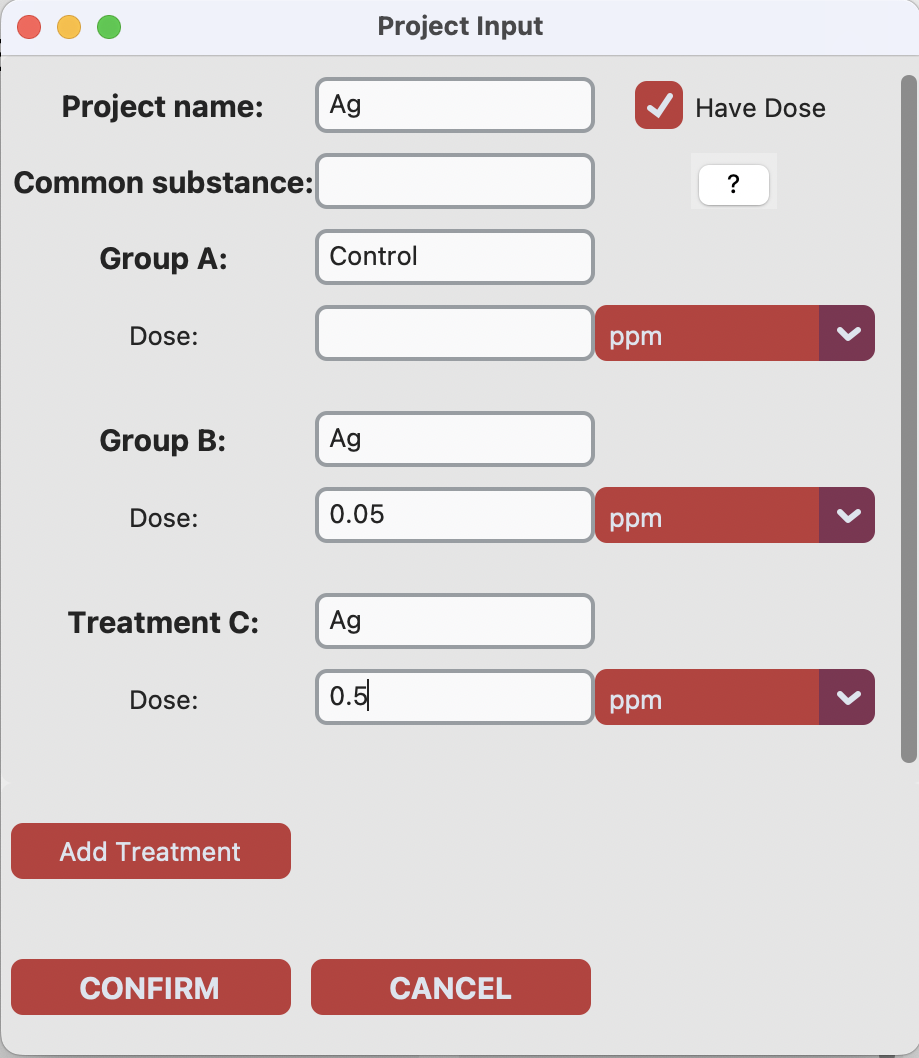 Project Input
Project name: Ag Have Dose
Common substance: ?
Group A: Control
Dose: ppm
Group B: Ag
Dose: 0.05 ppm
Treatment C: Ag
Dose: 0.5 ppm
Add Treatment
CONFIRM CANCEL